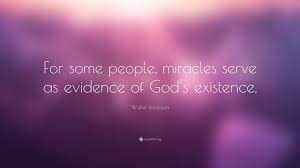 For some people, miracles serve
as evidence of God's existence.
Walter Isaacson